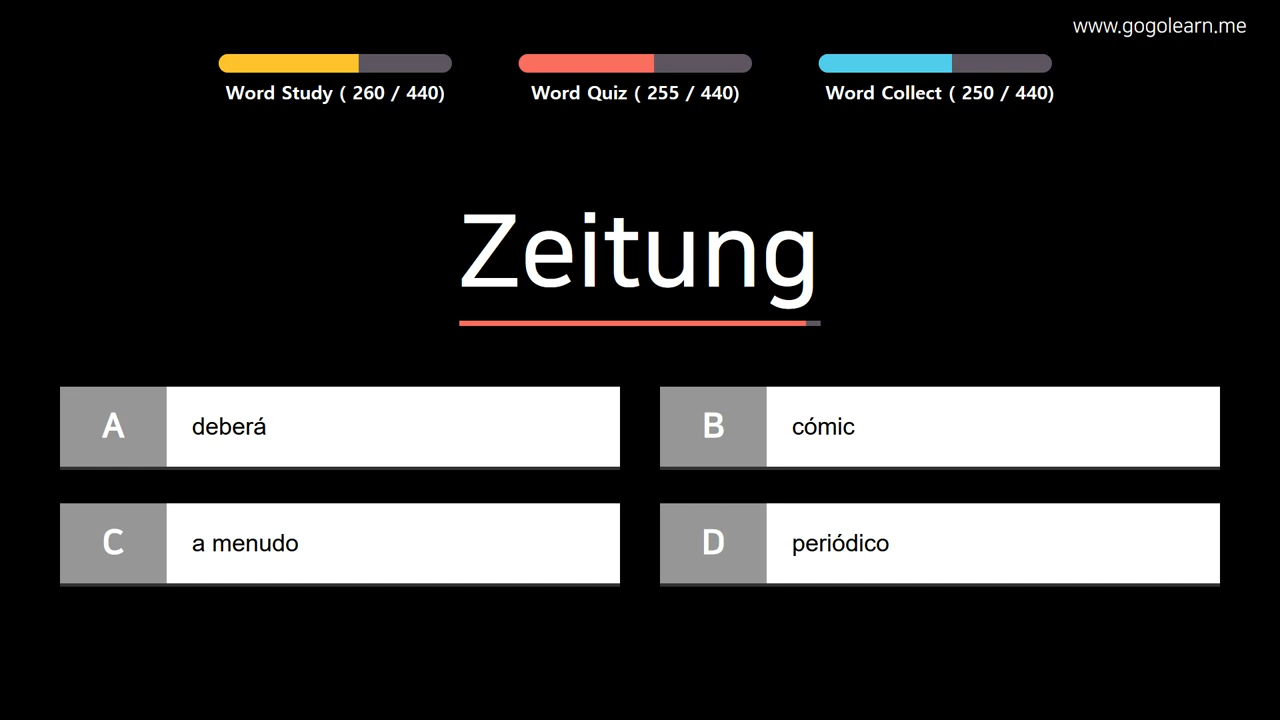 www.gogolearn.me
Word Study ( 260 / 440)
Word Quiz ( 255 / 440)
Word Collect ( 250 / 440)
Zeitung
A
deberá
B
cómic
C
a menudo
D
periódico